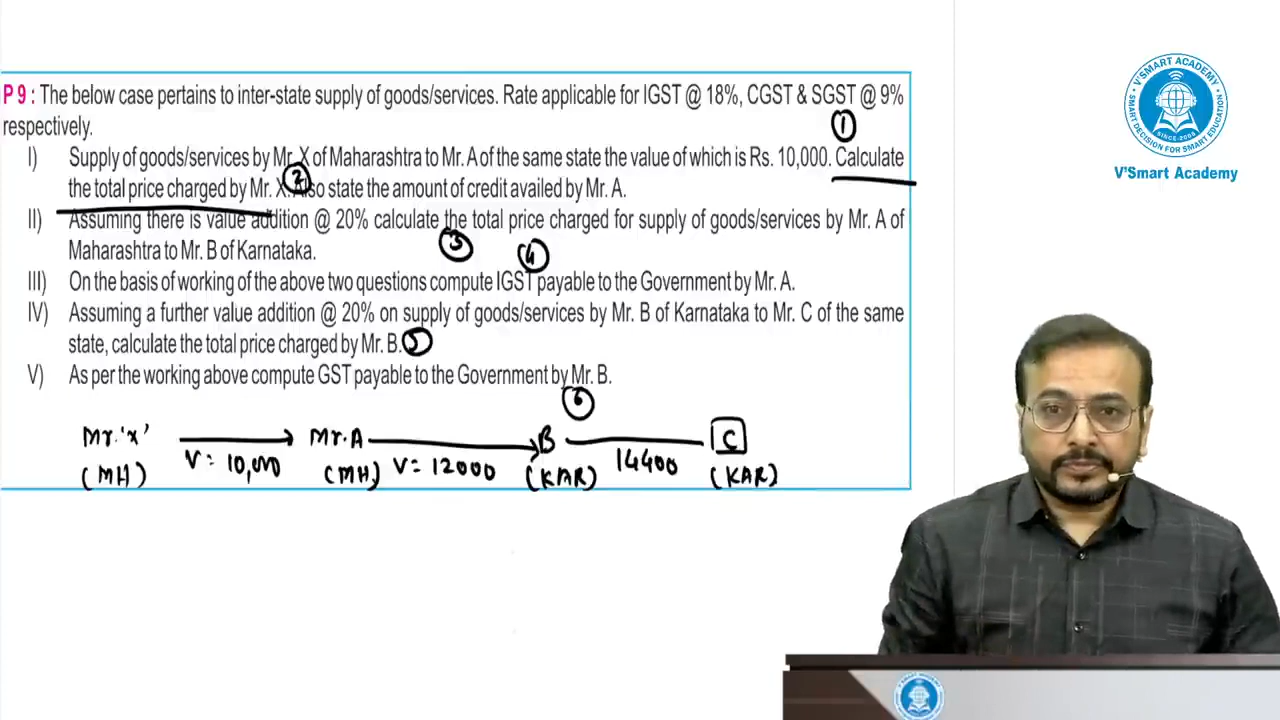 P 9 : The below case pertains to inter-state supply of goods/services. Rate applicable for IGST @ 18%, CGST & SGST @ 9%
respectively.
①
I) Supply of goods/services by Mr. X of Maharashtra to Mr. A of the same state the value of which is Rs. 10,000. Calculate
the total price charged by Mr. X. ② Also state the amount of credit availed by Mr. A.
II) Assuming there is value addition @ 20% calculate the total price charged for supply of goods/services by Mr. A of
Maharashtra to Mr. B of Karnataka. ③ ④
III) On the basis of working of the above two questions compute IGST payable to the Government by Mr. A.
IV) Assuming a further value addition @ 20% on supply of goods/services by Mr. B of Karnataka to Mr. C of the same
state, calculate the total price charged by Mr. B. ⑤
V) As per the working above compute GST payable to the Government by Mr. B.
⑥
Mr. 'x' Mr. A B C
V = 10,000 V = 12000 14400
(MH) (MH) (KAR) (KAR)
V'SMART ACADEMY
SINCE 2008
SMART DECISION FOR SMART EDUCATION
V'Smart Academy